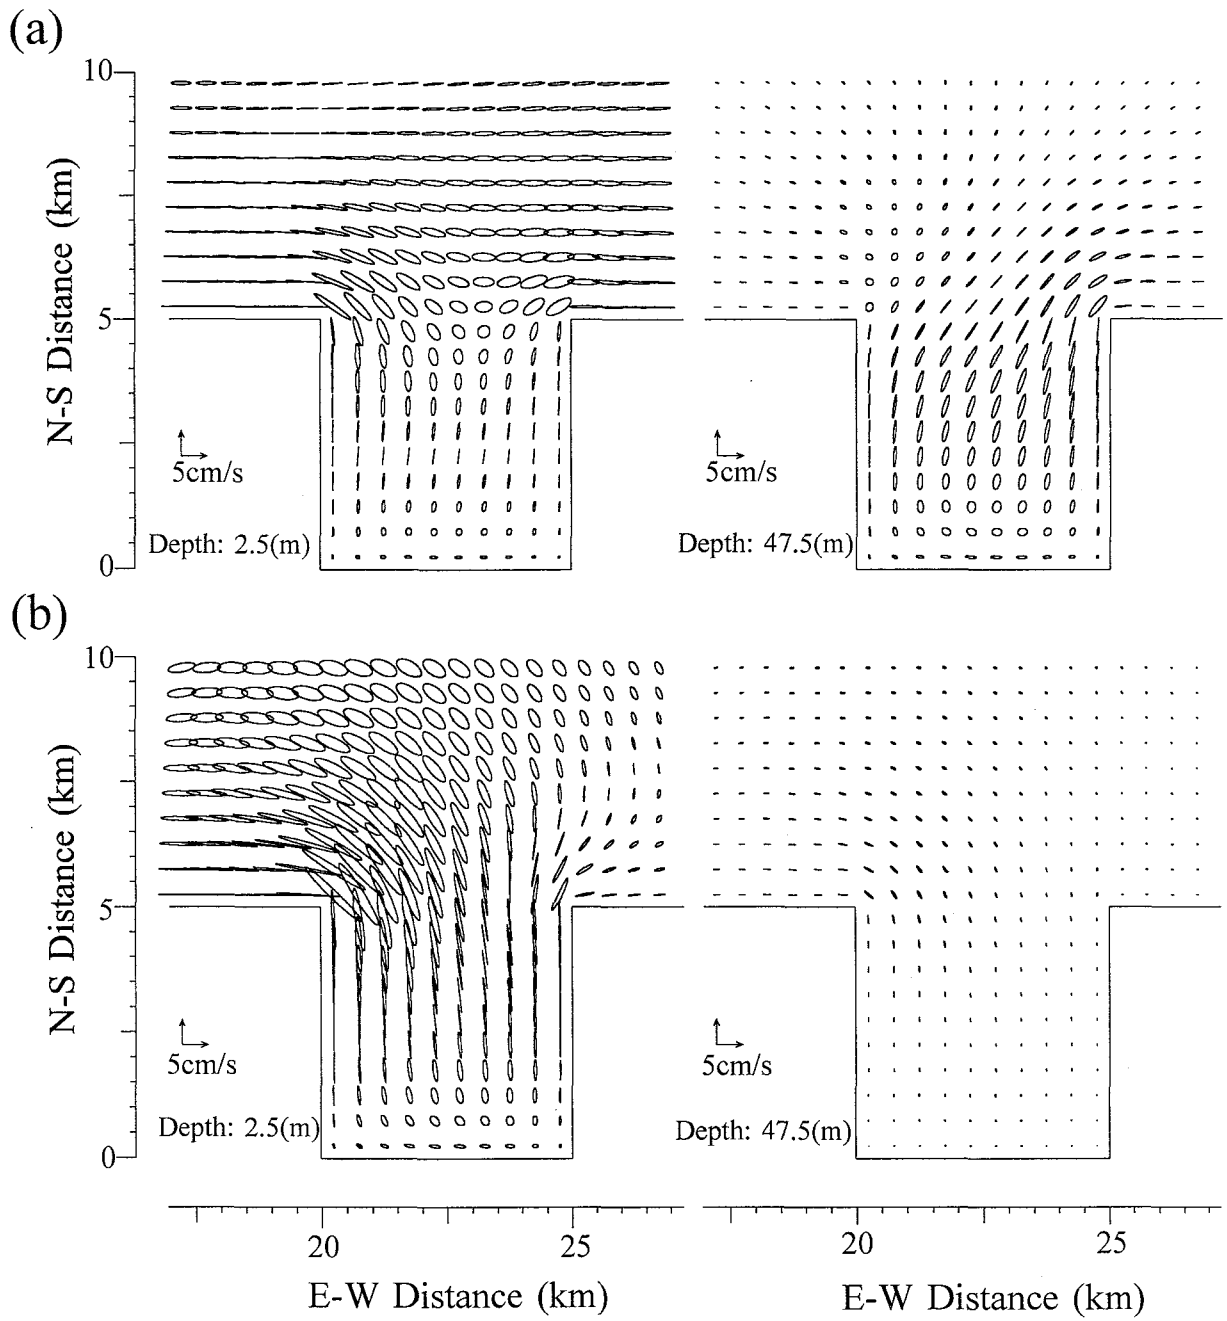 (a)
10
5
0
N-S Distance (km)
5cm/s
Depth: 2.5(m)
5cm/s
Depth: 47.5(m)
(b)
10
5
0
N-S Distance (km)
5cm/s
Depth: 2.5(m)
5cm/s
Depth: 47.5(m)
20
25
20
25
E-W Distance (km)
E-W Distance (km)